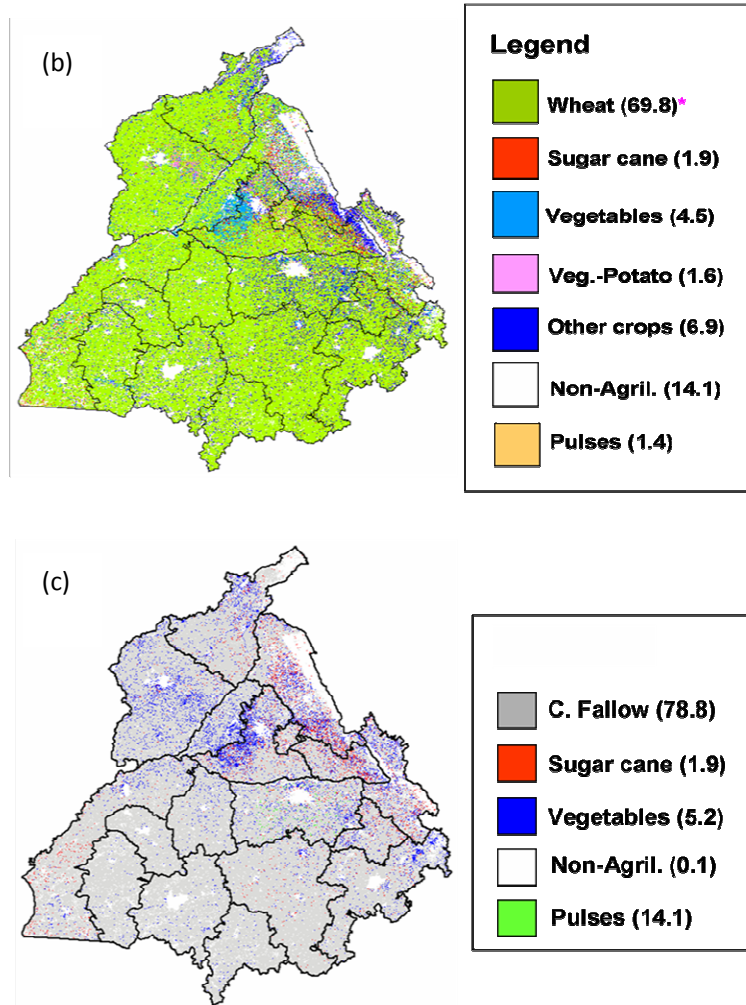 (b)
Legend
Wheat (69.8)*
Sugar cane (1.9)
Vegetables (4.5)
Veg.-Potato (1.6)
Other crops (6.9)
Non-Agril. (14.1)
Pulses (1.4)
(c)
C. Fallow (78.8)
Sugar cane (1.9)
Vegetables (5.2)
Non-Agril. (0.1)
Pulses (14.1)